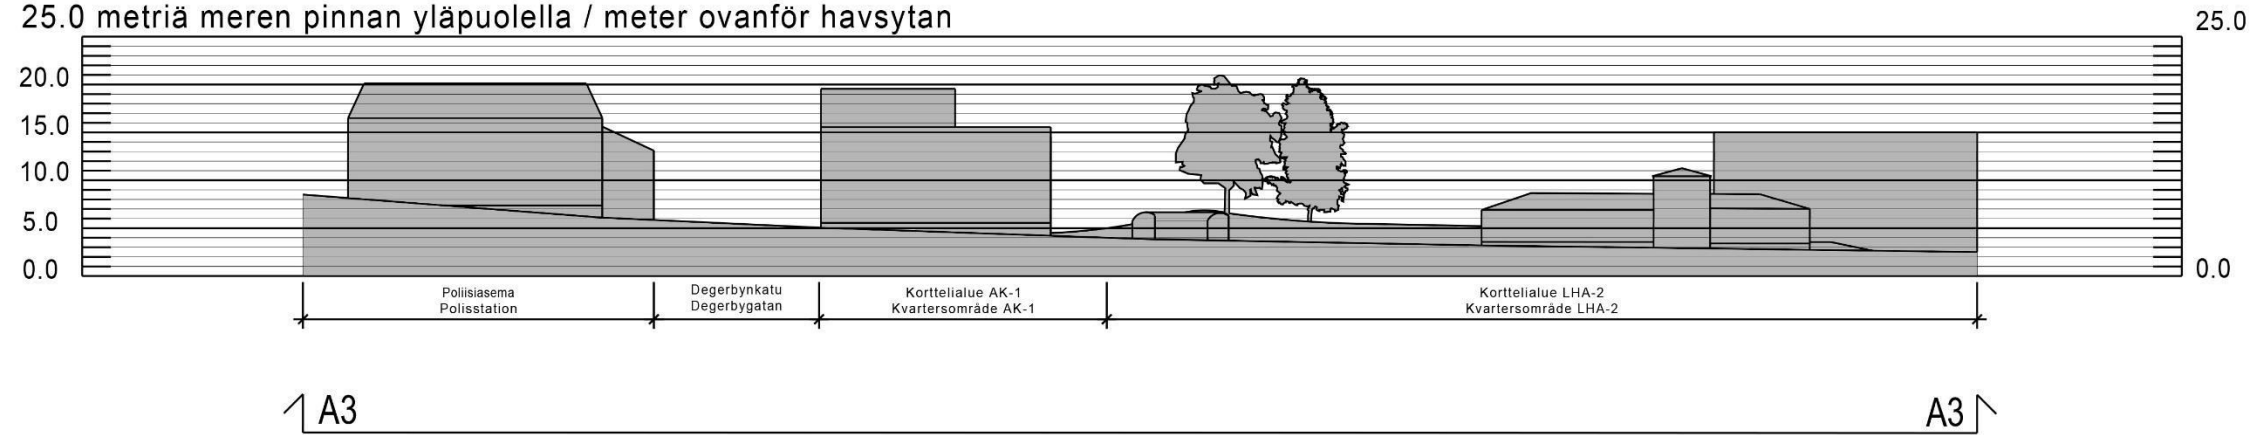 25.0 metriä meren pinnan yläpuolella / meter ovanför havsytan
25.0
20.0
15.0
10.0
5.0
0.0
0.0
Poliisiasema
Polisstation
Degerbynkatu
Degerbygatan
Korttelialue AK-1
Kvartersområde AK-1
Korttelialue LHA-2
Kvartersområde LHA-2
A3
A3